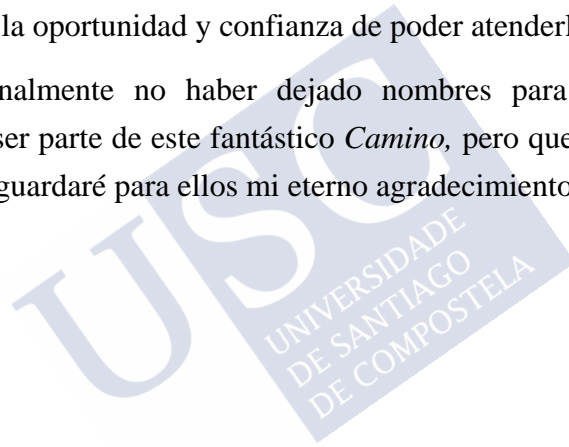 la oportunidad y confianza de poder atenderl
nalmente no haber dejado nombres para
ser parte de este fantástico Camino, pero que
guardaré para ellos mi eterno agradecimiento
USC
UNIVERSIDADE
DE SANTIAGO
DE COMPOSTELA